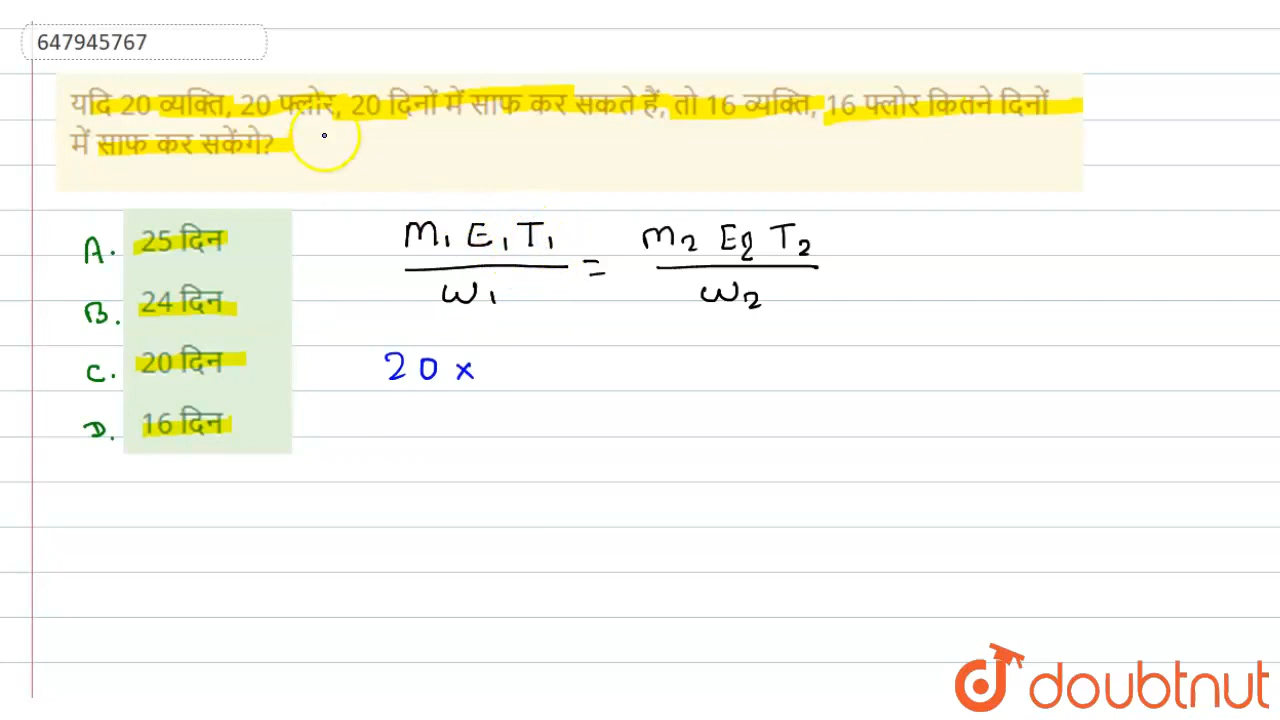 647945767
यदि 20 व्यक्ति, 20 फ्लोर, 20 दिनों में साफ कर सकते हैं, तो 16 व्यक्ति, 16 फ्लोर कितने दिनों
में साफ कर सकेंगे?
A. 25 दिन
B. 24 दिन
C. 20 दिन
D. 16 दिन
M₁ E₁ T₁ = M₂ E₂ T₂
W₁ W₂
20 ×
doubtnut